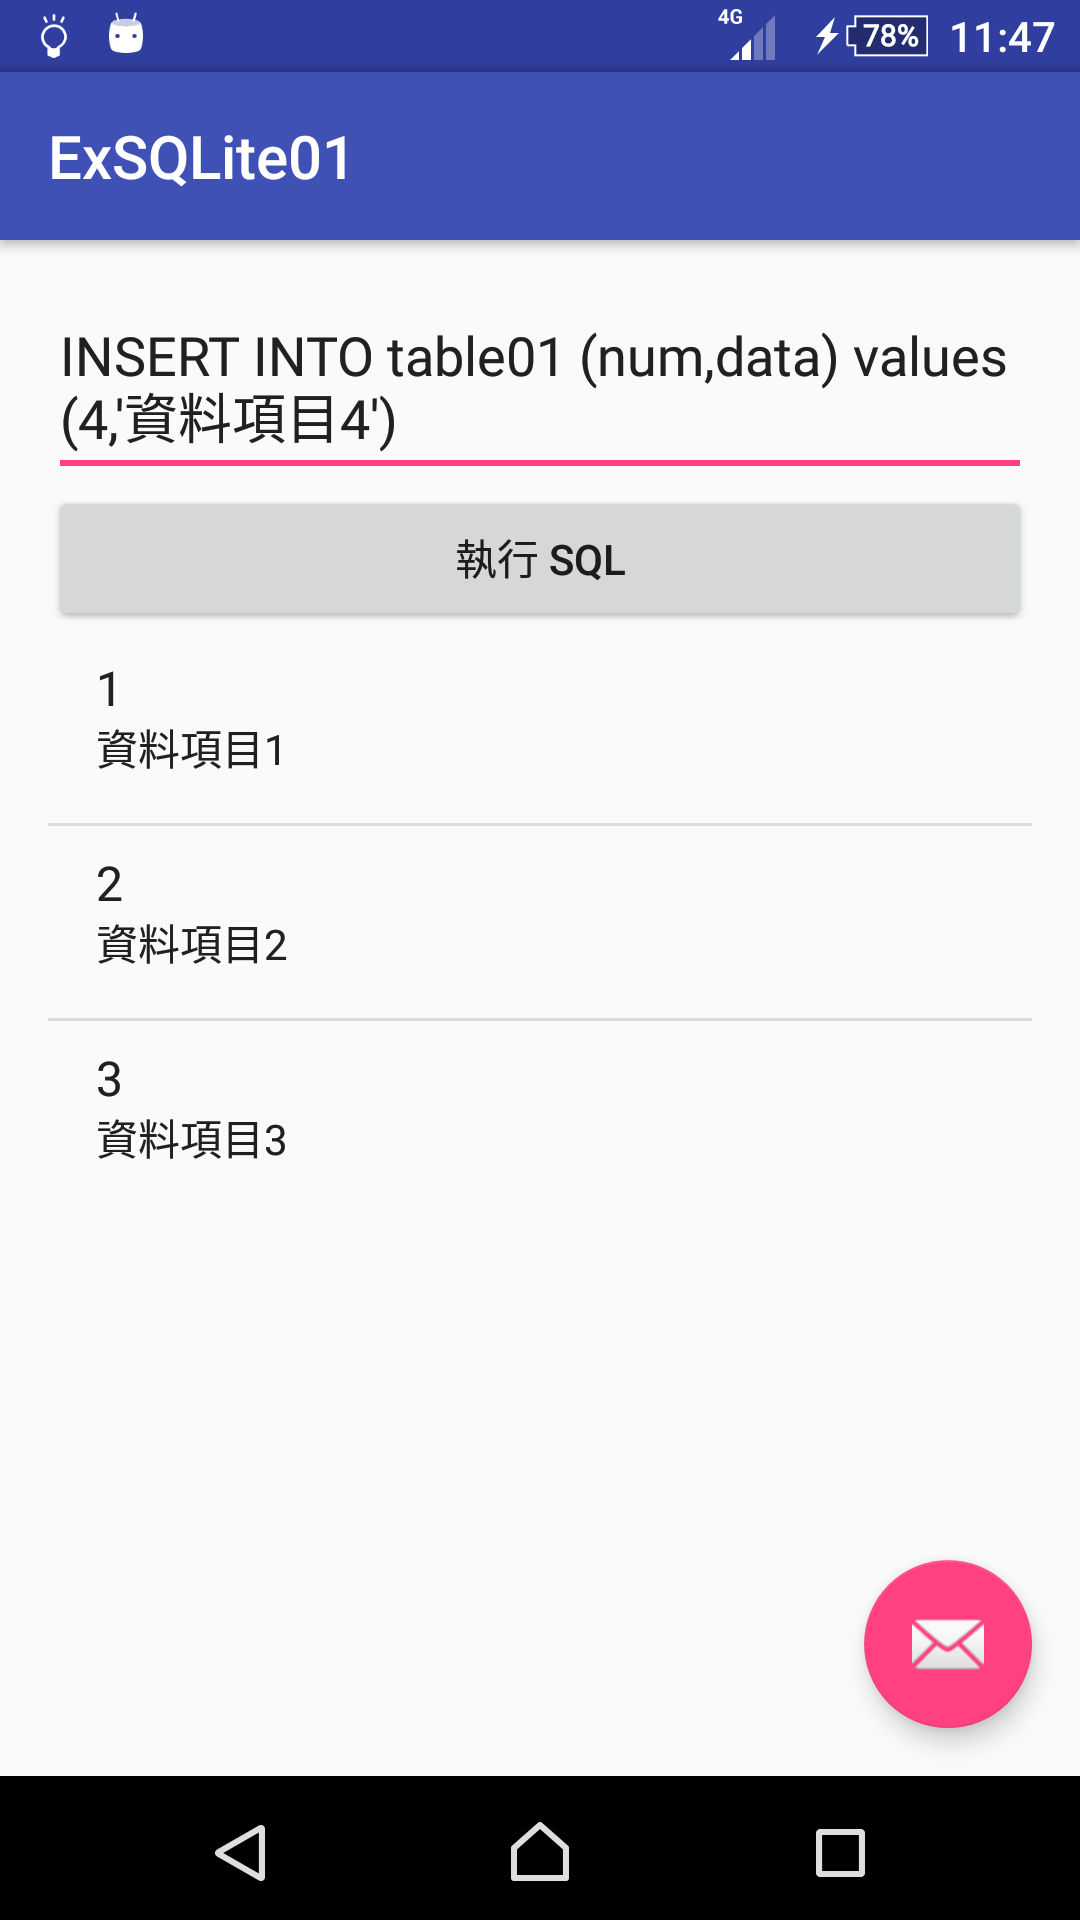 4G 78% 11:47
ExSQLite01
INSERT INTO table01 (num,data) values
(4,'資料項目4')
執行 SQL
1
資料項目1
2
資料項目2
3
資料項目3